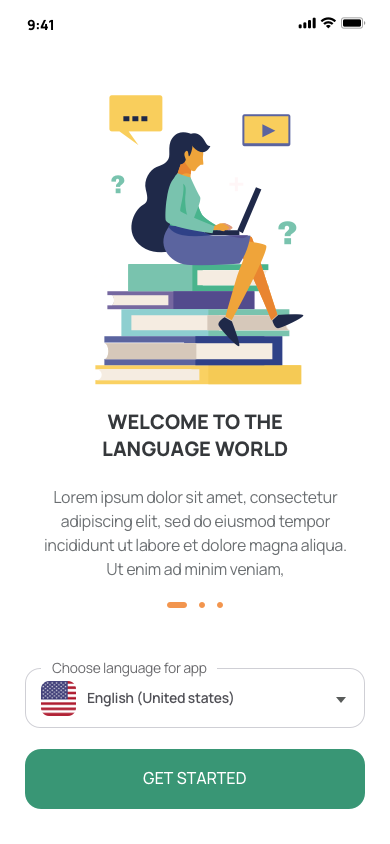 9:41
?
?
WELCOME TO THE
LANGUAGE WORLD
Lorem ipsum dolor sit amet, consectetur
adipiscing elit, sed do eiusmod tempor
incididunt ut labore et dolore magna aliqua.
Ut enim ad minim veniam,
Choose language for app
English (United states)
GET STARTED